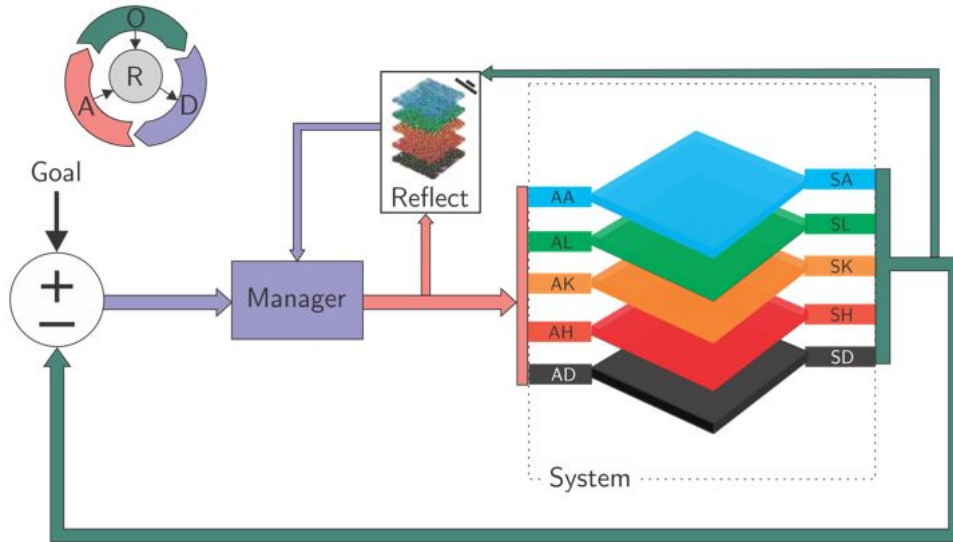 O
R
A
D
Goal
+
−
Manager
Reflect
AA
AL
AK
AH
AD
SA
SL
SK
SH
SD
System